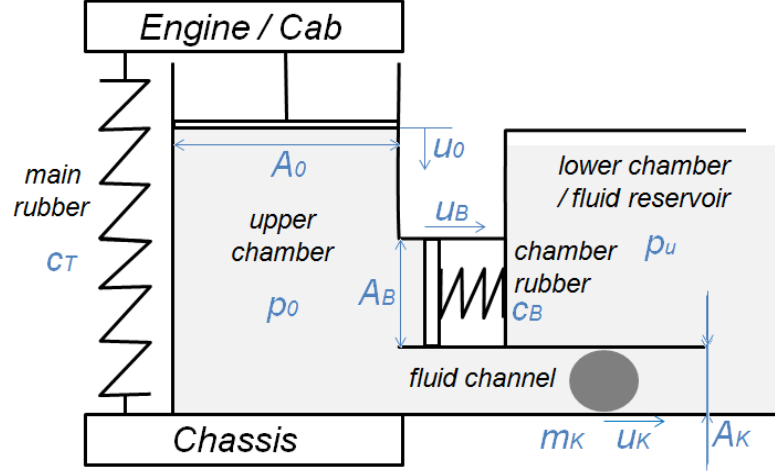 Engine / Cab
u0
A0
main
rubber
cT
upper
chamber
p0
uB
AB
lower chamber
/ fluid reservoir
pu
chamber
rubber
cB
fluid channel
mK
uK
AK
Chassis